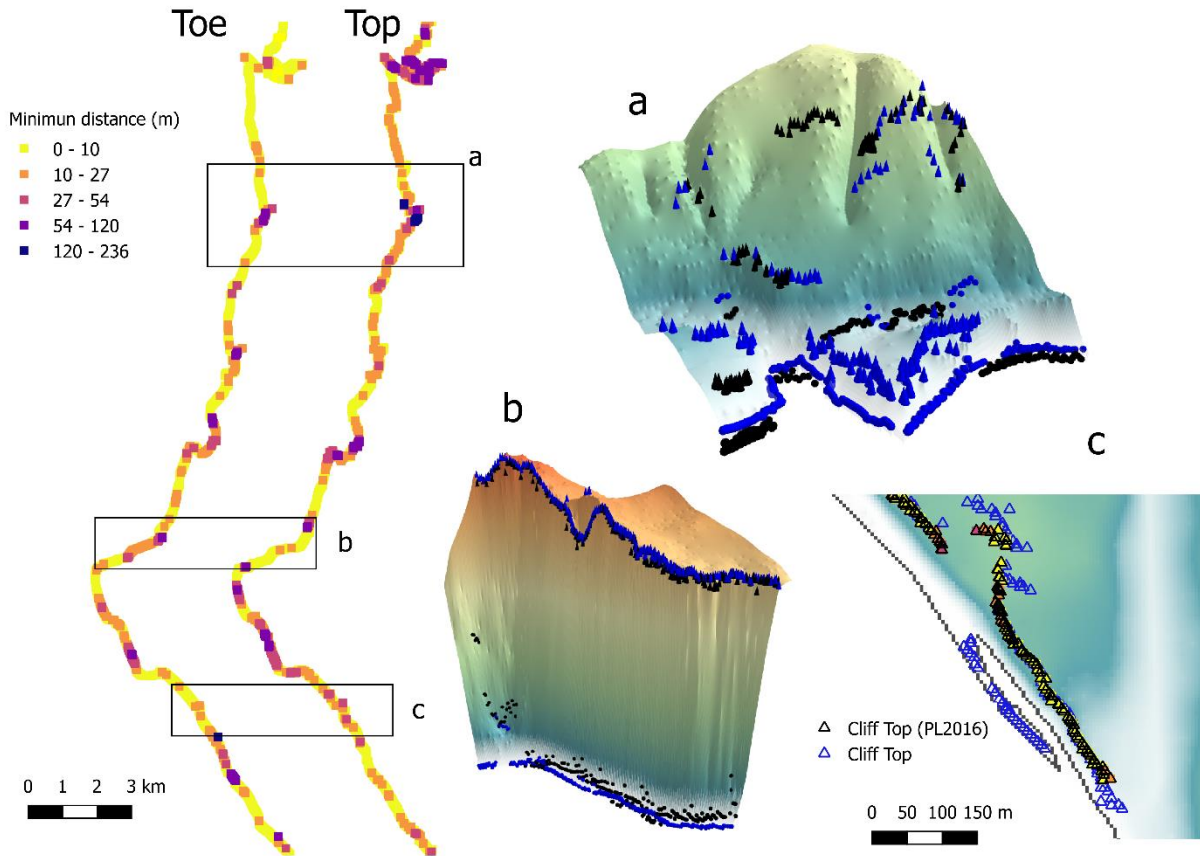 Toe Top
Minimun distance (m)
0 - 10
10 - 27
27 - 54
54 - 120
120 - 236
a
b
c
0 1 2 3 km
a
b
c
Cliff Top (PL2016)
Cliff Top
0 50 100 150 m